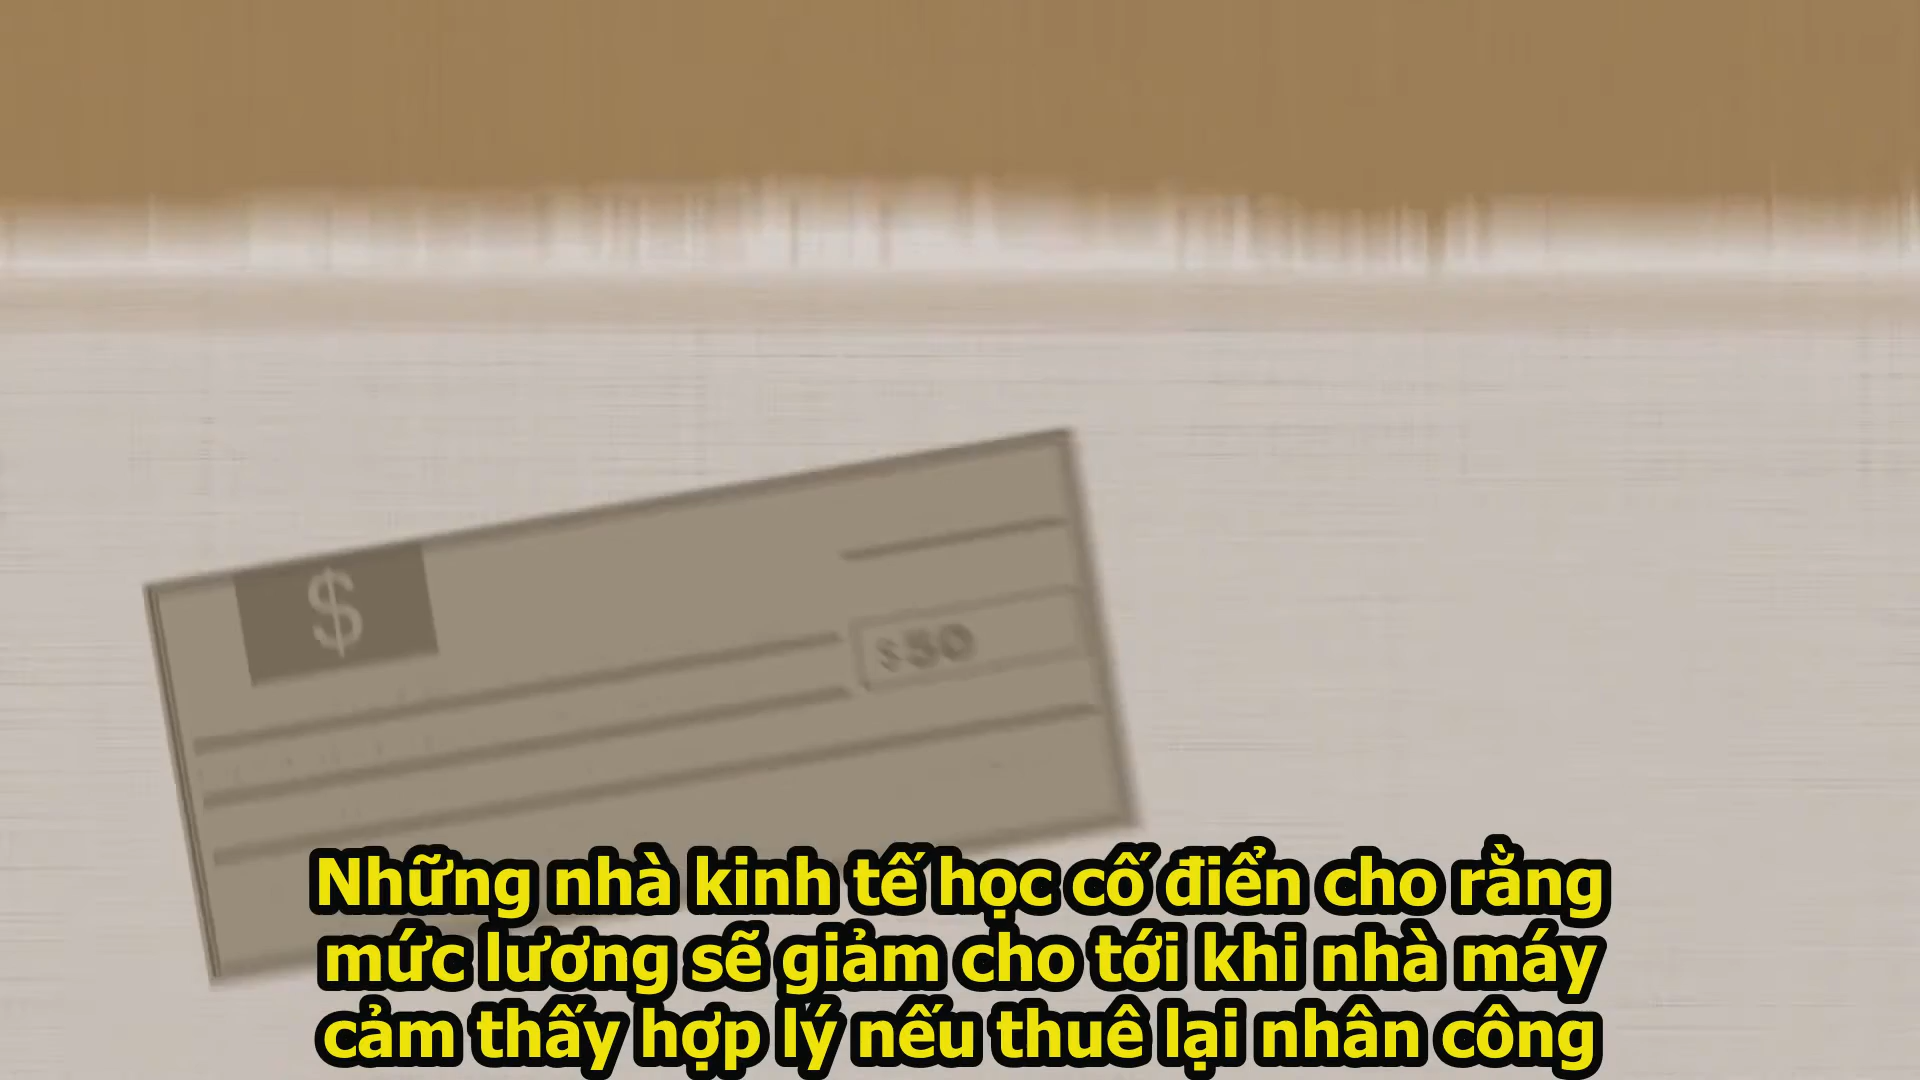 $
$50
Những nhà kinh tế học cổ điển cho rằng
mức lương sẽ giảm cho tới khi nhà máy
cảm thấy hợp lý nếu thuê lại nhân công